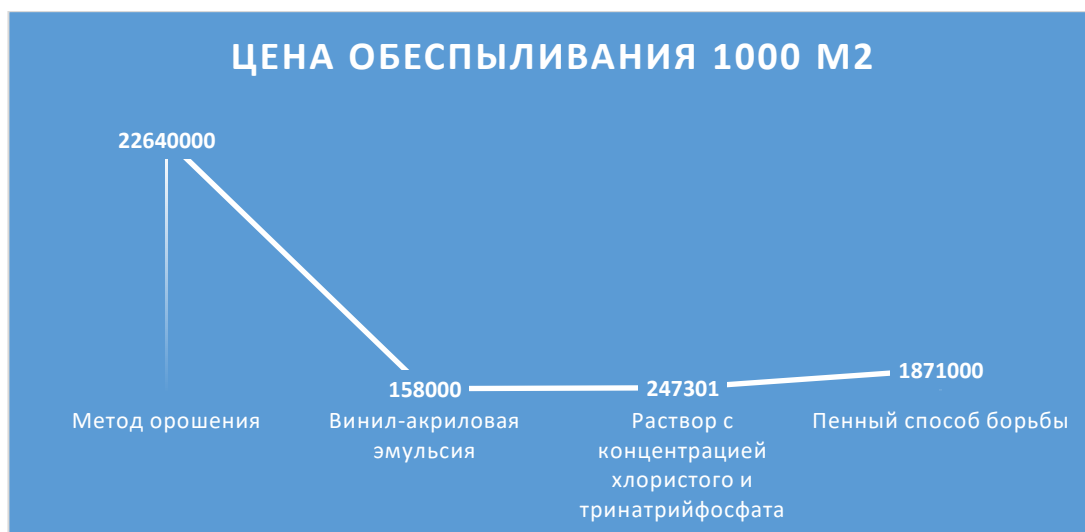 ЦЕНА ОБЕСПЫЛИВАНИЯ 1000 М2
22640000
158000
247301
1871000
Метод орошения
Винил-акриловая
эмульсия
Раствор с
концентрацией
хлористого и
тринатрийфосфата
Пенный способ борьбы